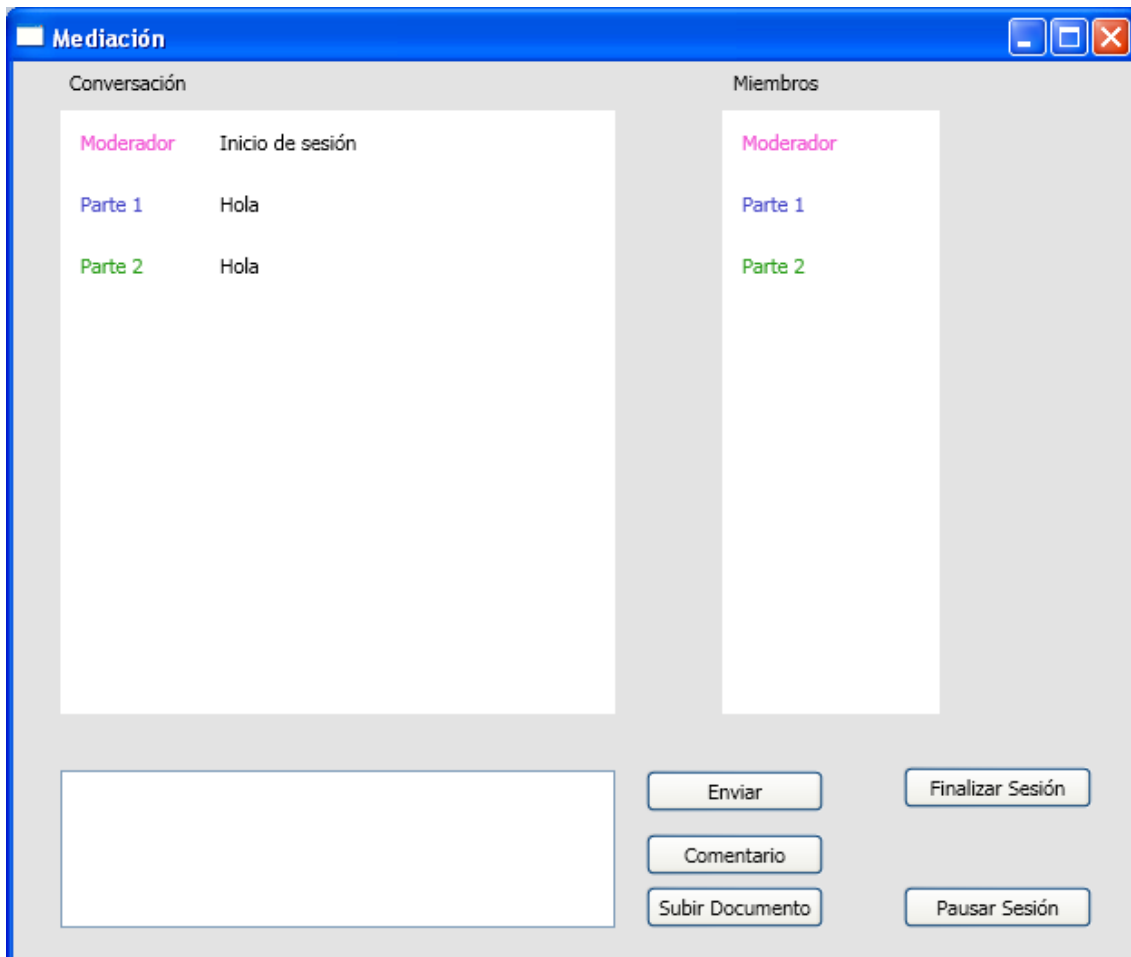 Mediación
Conversación Miembros
Moderador Inicio de sesión Moderador
Parte 1 Hola Parte 1
Parte 2 Hola Parte 2
Enviar Finalizar Sesión
Comentario
Subir Documento Pausar Sesión